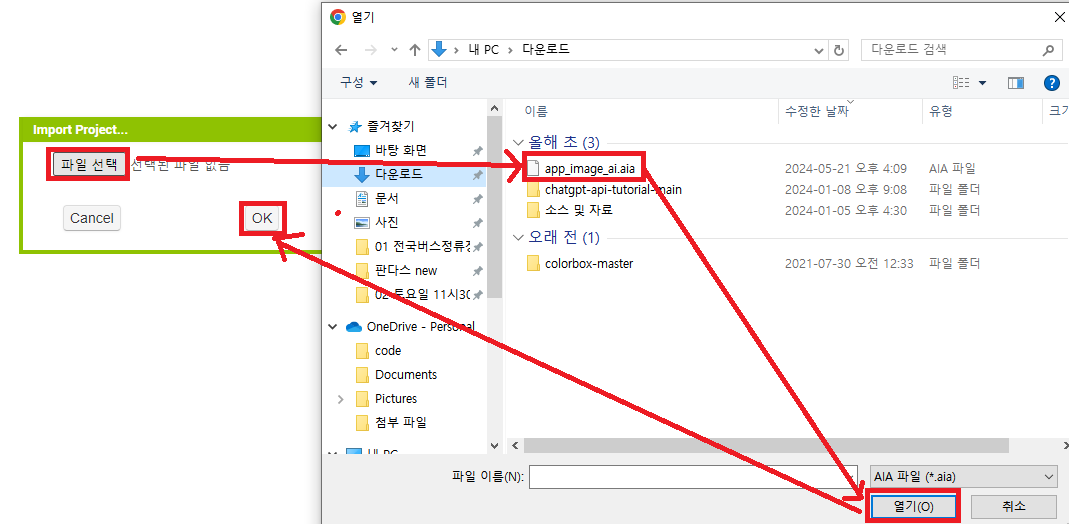 열기
내 PC
다운로드
다운로드 검색
구성
새 폴더
이름
수정한 날짜
유형
크기
Import Project...
파일 선택
선택된 파일 없음
Cancel
OK
즐겨찾기
바탕 화면
다운로드
문서
사진
01 전국버스정류장
판다스 new
02 토요일 11시30
OneDrive - Personal
code
Documents
Pictures
첨부 파일
내 PC
올해 초 (3)
app_image_ai.aia
2024-05-21 오후 4:09
AIA 파일
chatgpt-api-tutorial-main
2024-01-08 오후 9:08
파일 폴더
소스 및 자료
2024-01-05 오후 4:30
파일 폴더
오래 전 (1)
colorbox-master
2021-07-30 오전 12:33
파일 폴더
파일 이름(N):
AIA 파일 (*.aia)
열기(O)
취소